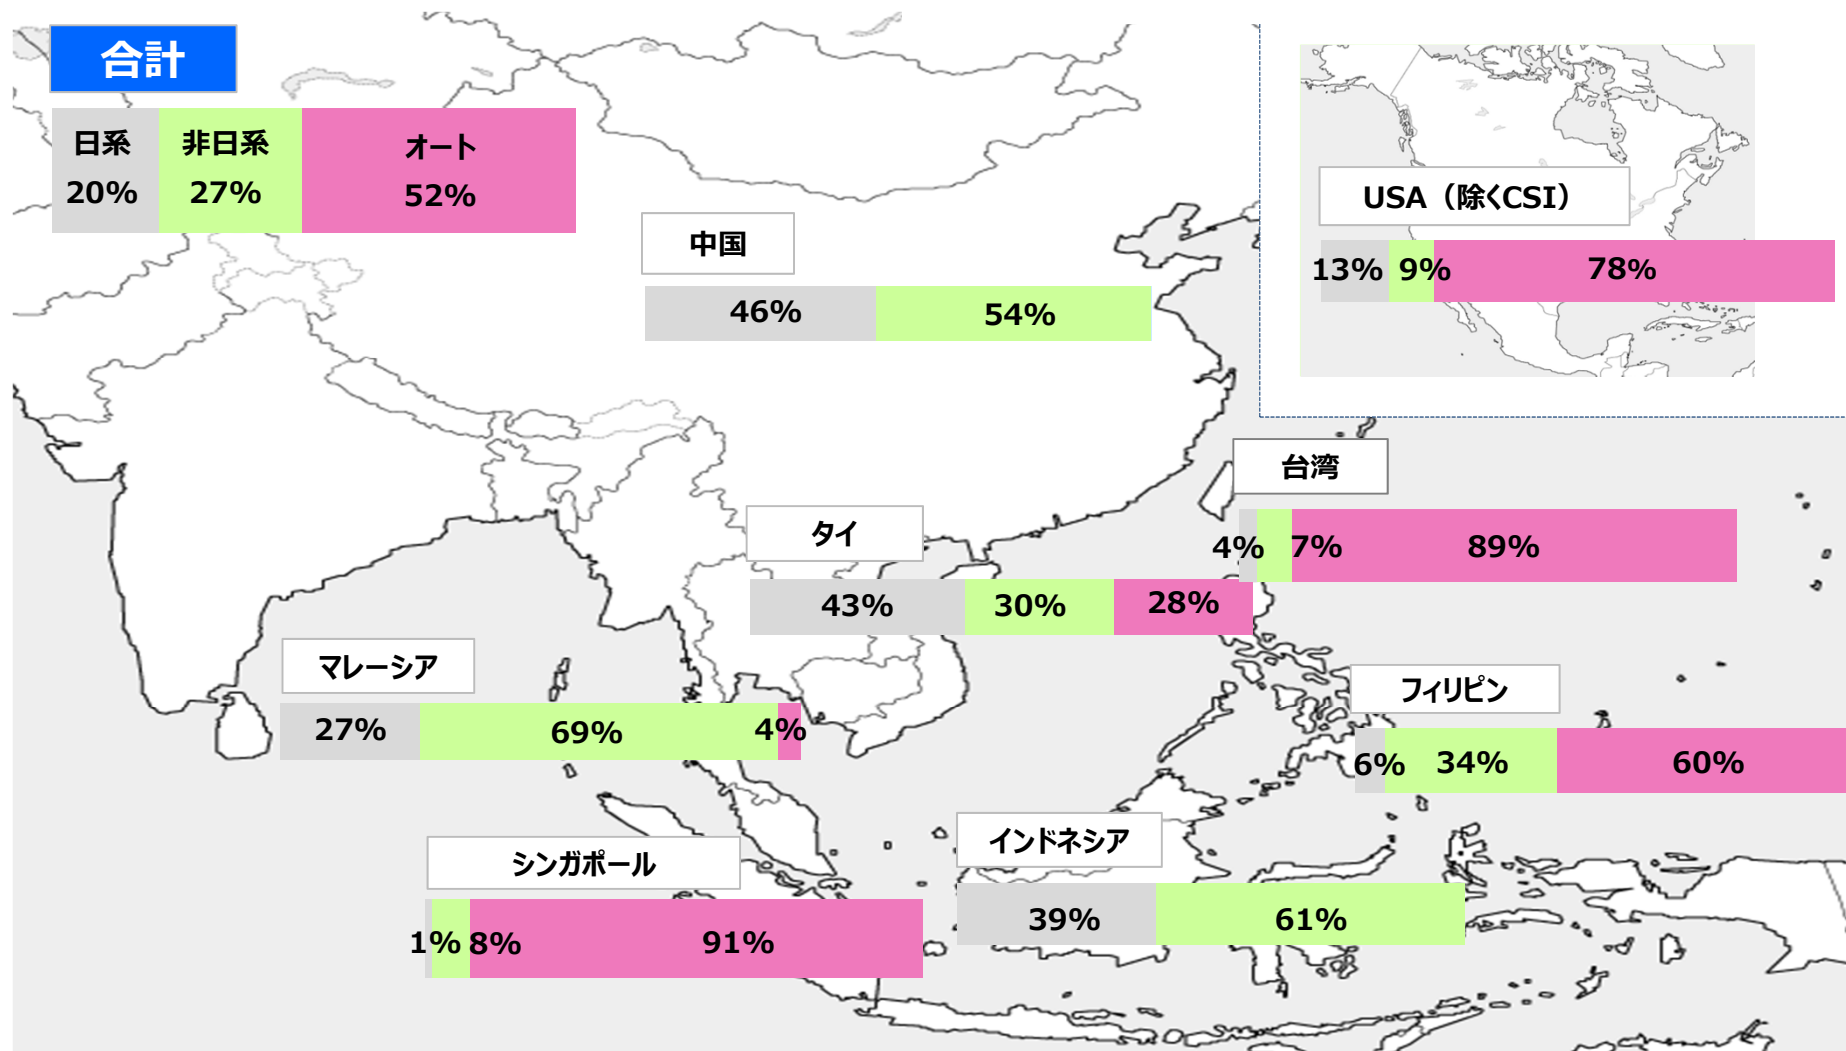 合計
日系 非日系 オート
20% 27% 52%
中国
46% 54%
USA（除くCSI）
13% 9% 78%
台湾
4% 7% 89%
タイ
43% 30% 28%
マレーシア
27% 69% 4%
フィリピン
6% 34% 60%
シンガポール
1% 8% 91%
インドネシア
39% 61%